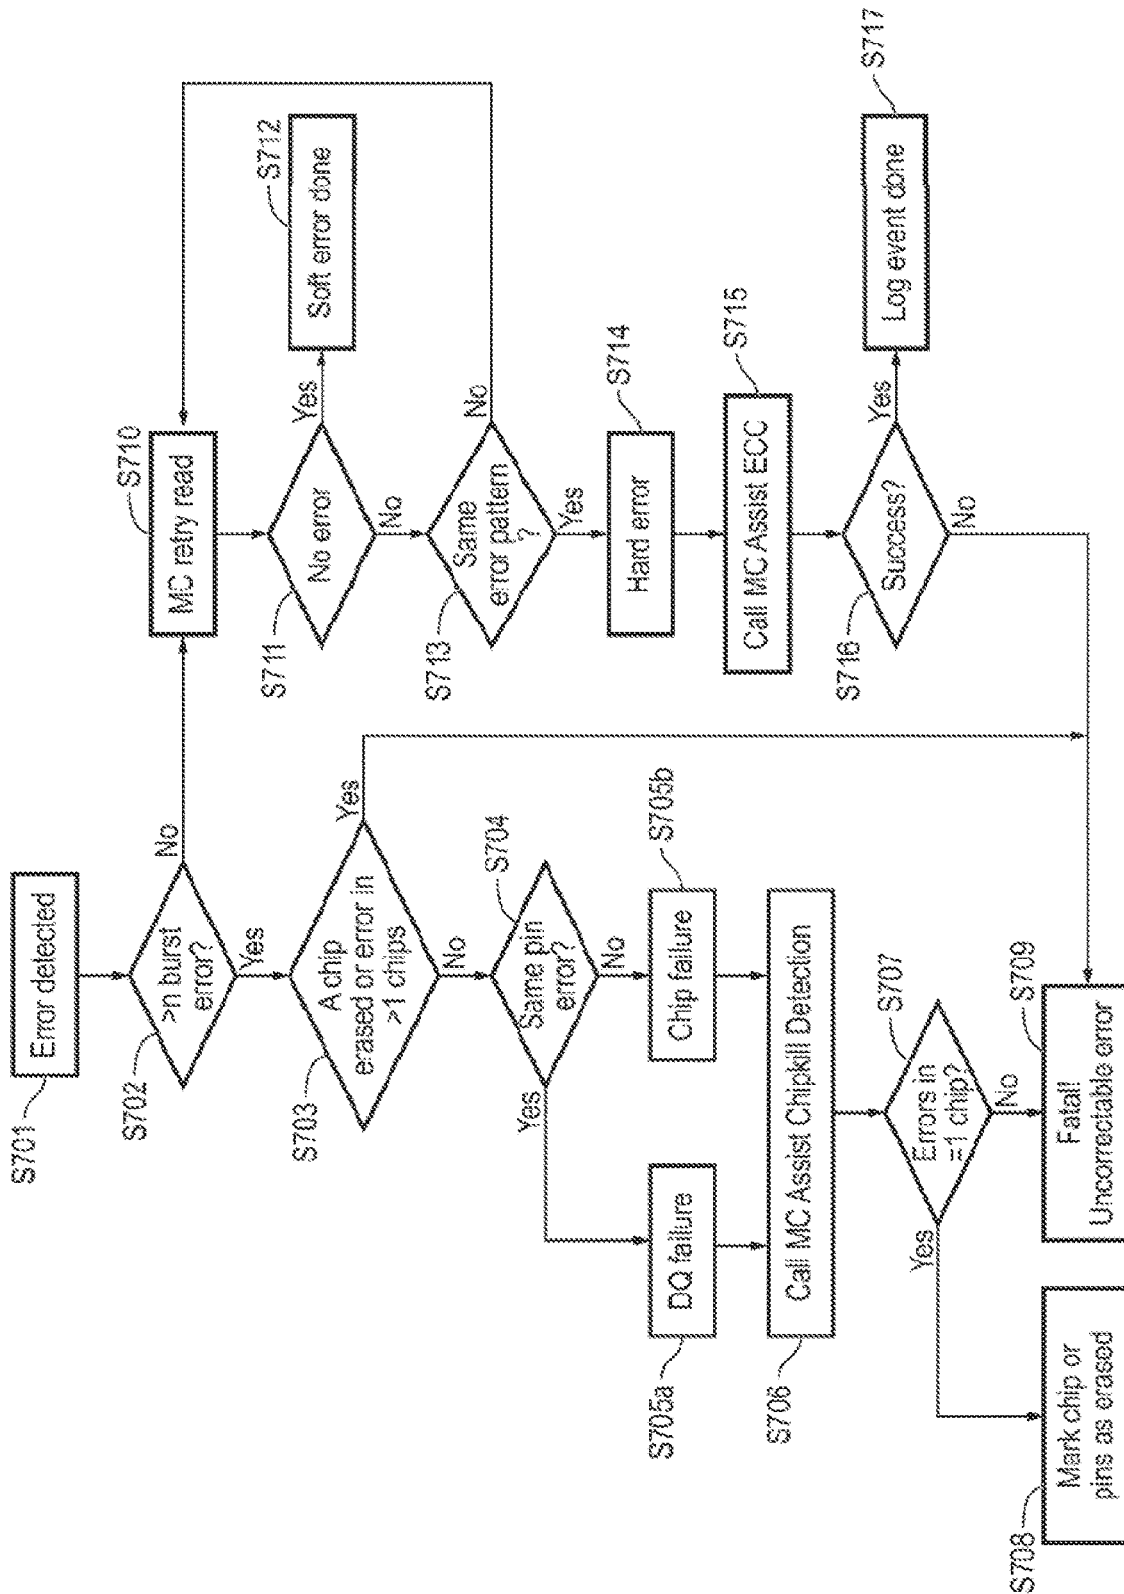 S701
Error detected
S702
>n burst
error?
No
Yes
S703
A chip
erased or error in
>1 chips
Yes
No
S704
Same pin
error?
Yes
No
S705a
DQ failure
S705b
Chip failure
S706
Call MC Assist Chipkill Detection
S707
Errors in
=1 chip?
Yes
No
S708
Mark chip or
pins as erased
S709
Fatal!
Uncorrectable error
S710
MC retry read
S711
No error
Yes
No
S712
Soft error done
S713
Same
error pattern
?
No
Yes
S714
Hard error
S715
Call MC Assist ECC
S716
Success?
Yes
No
S717
Log event done